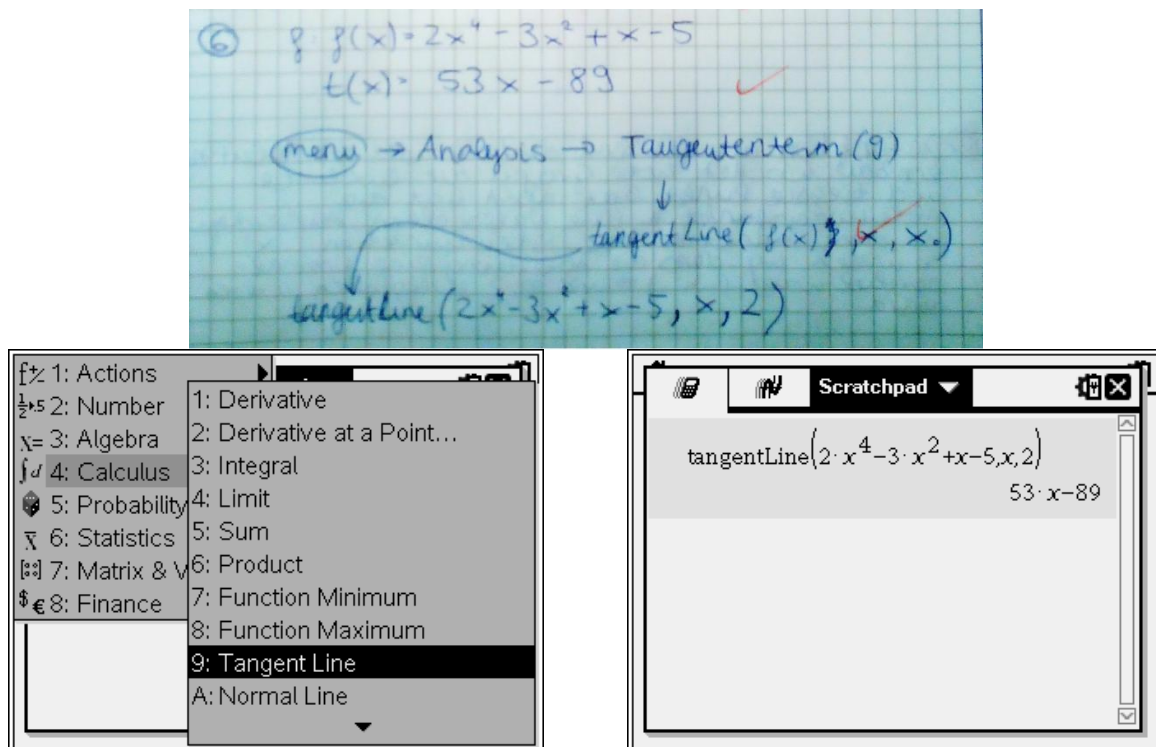 ⑥ f: f(x) = 2x⁴ - 3x² + x - 5
t(x) = 53x - 89
menu → Analysis → Tangententerm (9)
tangentLine(f(x), x, x₀)
tangentLine(2x⁴-3x²+x-5, x, 2)
1: Actions
2: Number
3: Algebra
4: Calculus
5: Probability
6: Statistics
7: Matrix & V
8: Finance
1: Derivative
2: Derivative at a Point...
3: Integral
4: Limit
5: Sum
6: Product
7: Function Minimum
8: Function Maximum
9: Tangent Line
A: Normal Line
Scratchpad
tangentLine(2·x⁴-3·x²+x-5,x,2)
53·x-89